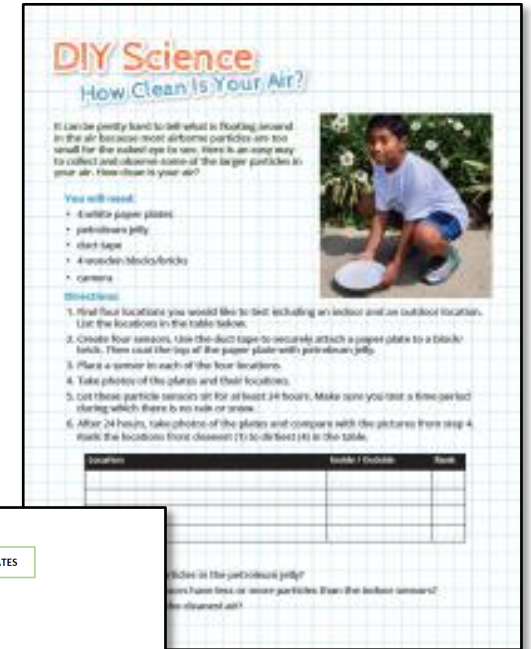 DIY Science
How Clean Is Your Air?
It can be pretty hard to tell what is floating around
in the air because most airborne particles are too
small for the naked eye to see. Here is an easy way
to collect and observe some of the larger particles in
your air. How clean is your air?
You will need:
• 4 white paper plates
• petroleum jelly
• duct tape
• 4 wooden blocks/bricks
• camera
Directions:
1. Find four locations you would like to test including an indoor and an outdoor location.
List the locations in the table below.
2. Create four sensors. Use the duct tape to securely attach a paper plate to a block/
brick. Then coat the top of the paper plate with petroleum jelly.
3. Place a sensor in each of the four locations.
4. Take photos of the plates and their locations.
5. Let these particle sensors sit for at least 24 hours. Make sure you test a time period
during which there is no rain or snow.
6. After 24 hours, take photos of the plates and compare with the pictures from step 4.
Rank the locations from cleanest (1) to dirtiest (4) in the table.
Location Inside / Outside Rank
ATES
ticles in the petroleum jelly?
sors have less or more particles than the indoor sensors?
he cleanest air?